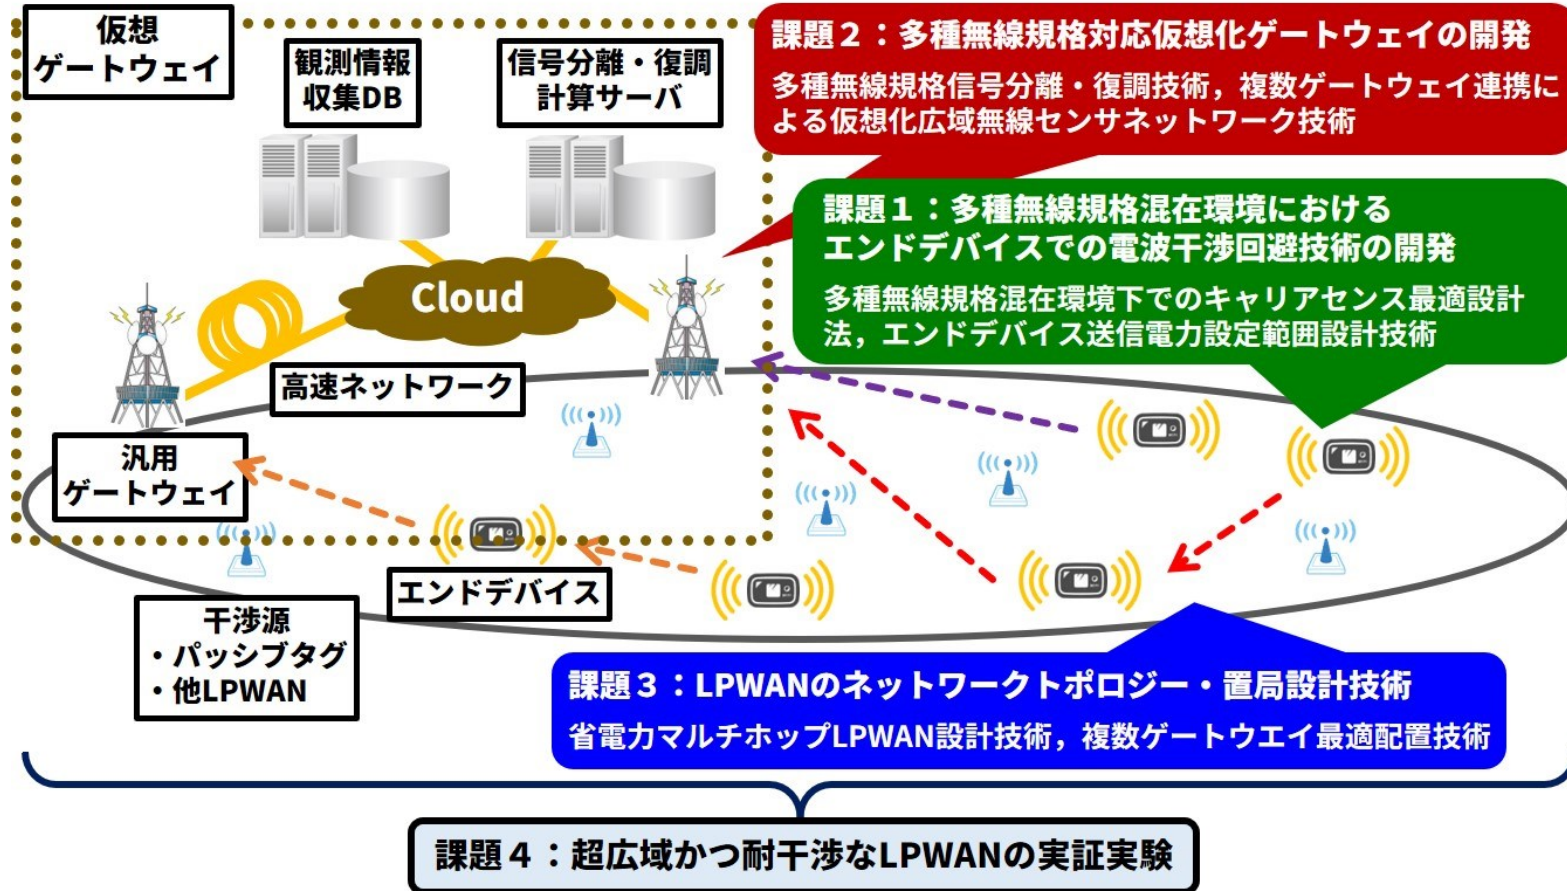 仮想
ゲートウェイ
観測情報
収集DB
信号分離・復調
計算サーバ
課題２：多種無線規格対応仮想化ゲートウェイの開発
多種無線規格信号分離・復調技術，複数ゲートウェイ連携に
よる仮想化広域無線センサネットワーク技術
課題１：多種無線規格混在環境における
エンドデバイスでの電波干渉回避技術の開発
多種無線規格混在環境下でのキャリアセンス最適設計
法，エンドデバイス送信電力設定範囲設計技術
Cloud
高速ネットワーク
汎用
ゲートウェイ
エンドデバイス
干渉源
・パッシブタグ
・他LPWAN
課題３：LPWANのネットワークトポロジー・置局設計技術
省電力マルチホップLPWAN設計技術，複数ゲートウエイ最適配置技術
課題４：超広域かつ耐干渉なLPWANの実証実験